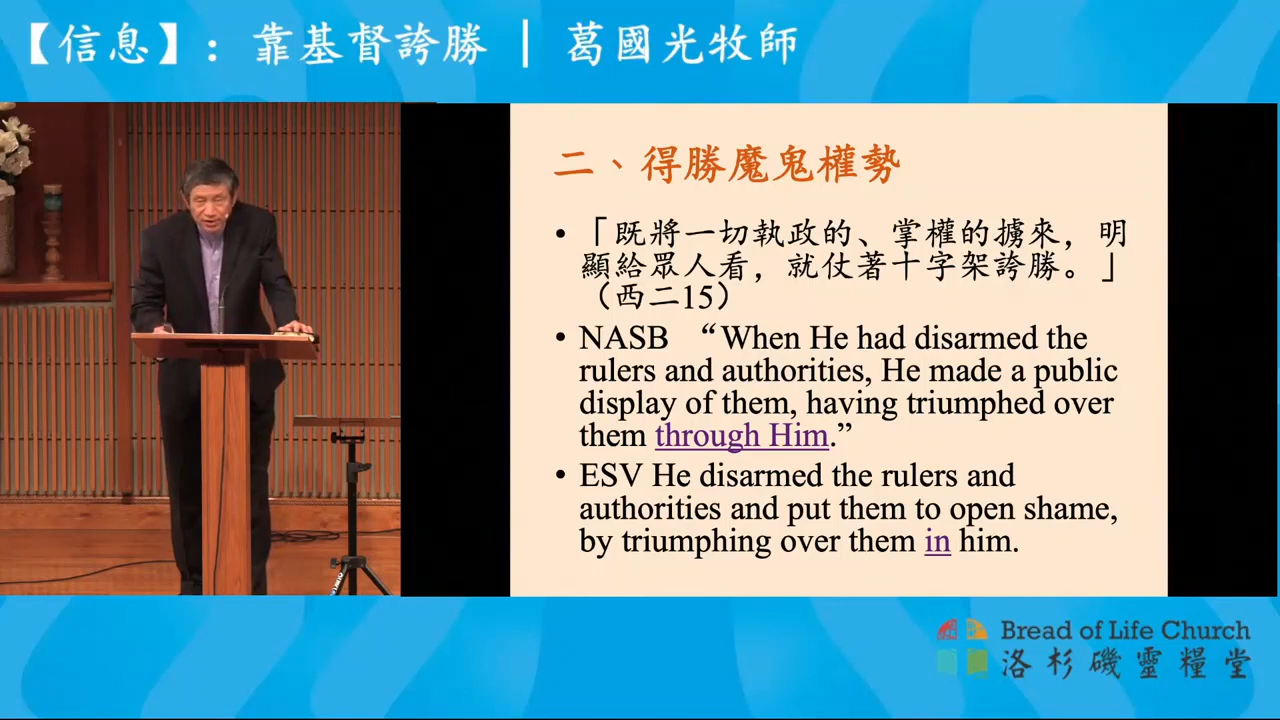 【信息】：靠基督誇勝 | 葛國光牧師
二、得勝魔鬼權勢
• 「既將一切執政的、掌權的擄來，明
顯給眾人看，就仗著十字架誇勝。」
（西二15）
• NASB “When He had disarmed the
rulers and authorities, He made a public
display of them, having triumphed over
them through Him.”
• ESV He disarmed the rulers and
authorities and put them to open shame,
by triumphing over them in him.
Bread of Life Church
洛杉磯靈糧堂